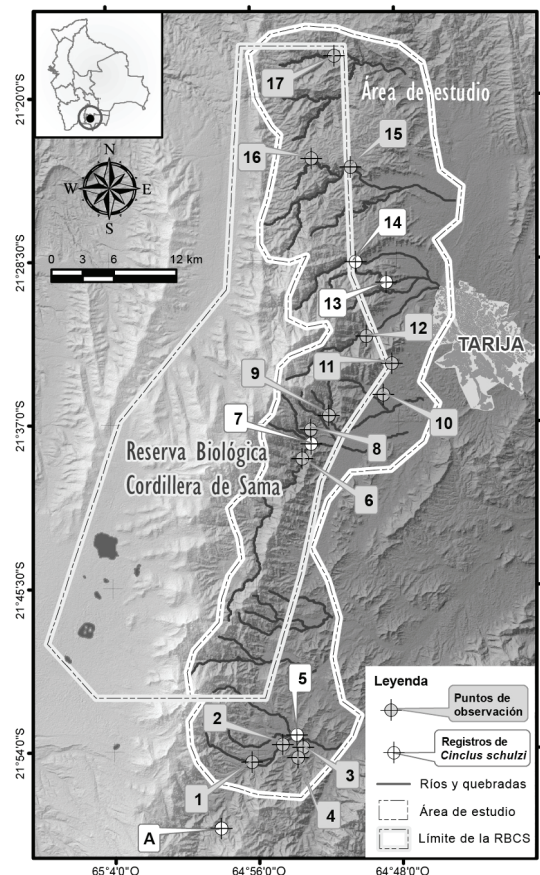 21°20'0"S
17
Área de estudio
16
15
N
W
E
S
14
0 3 6 12 km
21°28'30"S
13
12
TARIJA
11
9
10
7
8
21°37'0"S
Reserva Biológica
Cordillera de Sama
6
21°45'30"S
Leyenda
Puntos de
observación
5
2
Registros de
Cinclus schulzi
3
21°54'0"S
Ríos y quebradas
1
4
Área de estudio
A
Límite de la RBCS
65°4'0"W
64°56'0"W
64°48'0"W